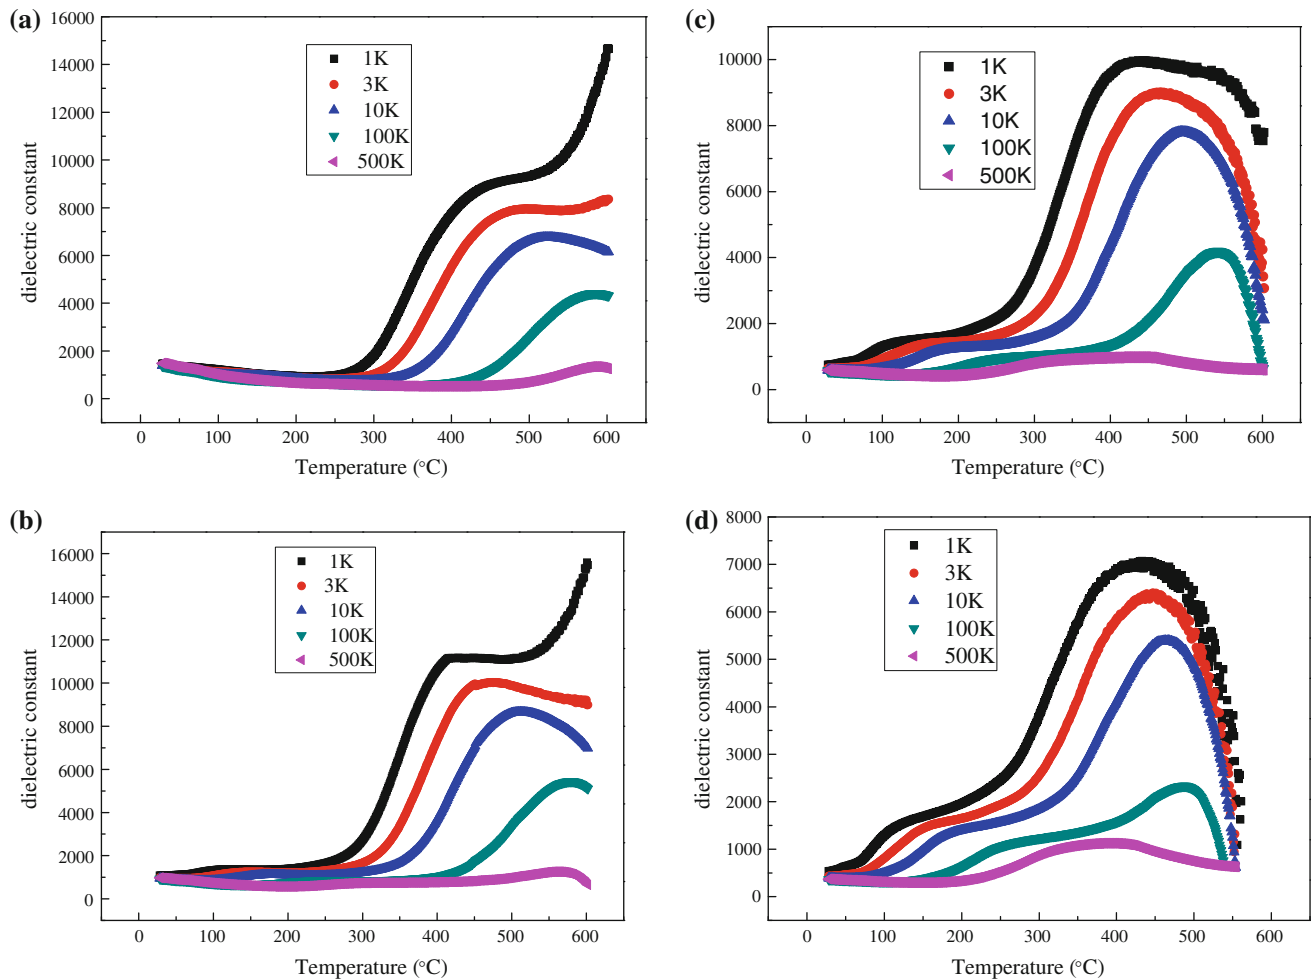 (a)
16000
14000
12000
10000
8000
6000
4000
2000
0
dielectric constant
1K
3K
10K
100K
500K
0 100 200 300 400 500 600
Temperature (°C)
(c)
10000
8000
6000
4000
2000
0
dielectric constant
1K
3K
10K
100K
500K
0 100 200 300 400 500 600
Temperature (°C)
(b)
16000
14000
12000
10000
8000
6000
4000
2000
0
dielectric constant
1K
3K
10K
100K
500K
0 100 200 300 400 500 600
Temperature (°C)
(d)
8000
7000
6000
5000
4000
3000
2000
1000
0
dielectric constant
1K
3K
10K
100K
500K
0 100 200 300 400 500 600
Temperature (°C)